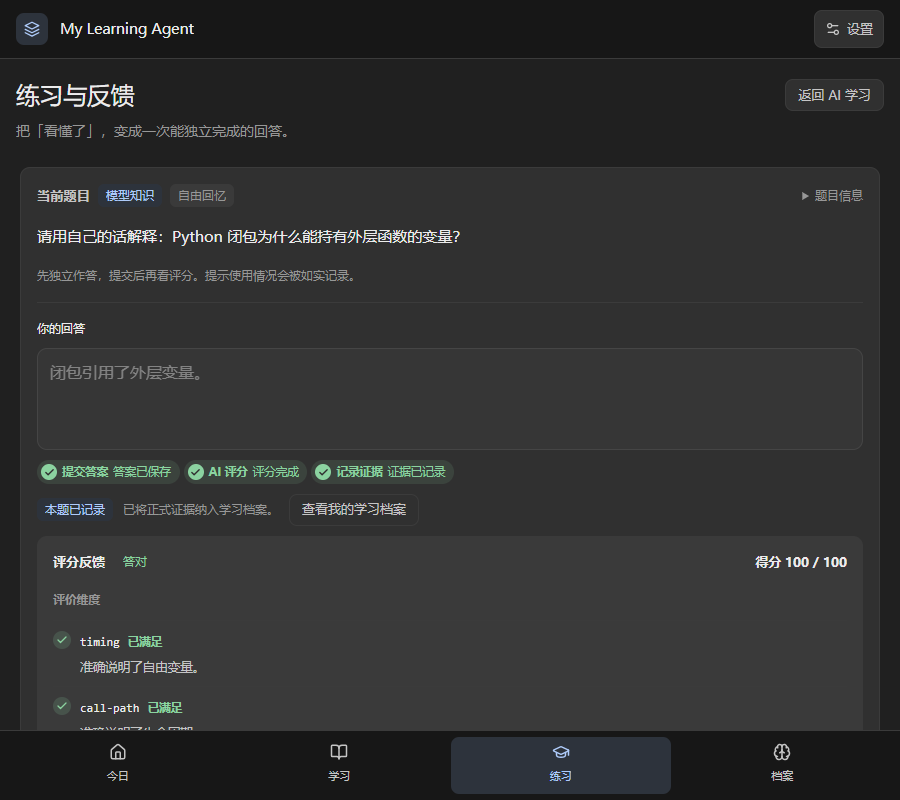 My Learning Agent
设置
练习与反馈
返回 AI 学习
把「看懂了」，变成一次能独立完成的回答。
当前题目 模型知识 自由回忆
题目信息
请用自己的话解释：Python 闭包为什么能持有外层函数的变量?
先独立作答，提交后再看评分。提示使用情况会被如实记录。
你的回答
闭包引用了外层变量。
提交答案 答案已保存 AI 评分 评分完成 记录证据 证据已记录
本题已记录 已将正式证据纳入学习档案。 查看我的学习档案
评分反馈 答对 得分 100 / 100
评价维度
timing 已满足
准确说明了自由变量。
call-path 已满足
今日 学习 练习 档案